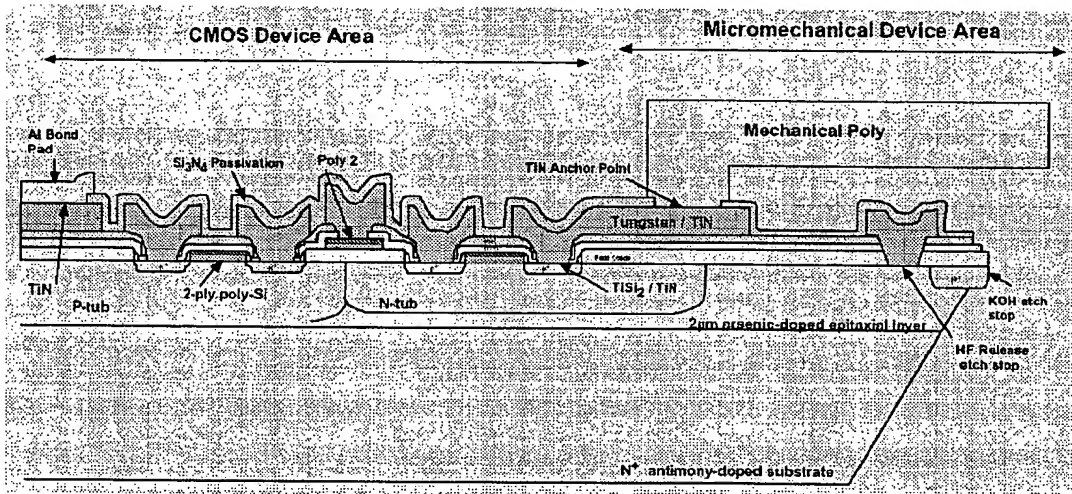 CMOS Device Area
Micromechanical Device Area
Al Bond
Pad
Si3N4 Passivation
Poly 2
TiN Anchor Point
Mechanical Poly
Tungsten / TiN
TiN
P-tub
2-ply poly-Si
N-tub
TiSi2 / TiN
KOH etch
stop
2μm arsenic-doped epitaxial layer
HF Release
etch stop
N+ antimony-doped substrate